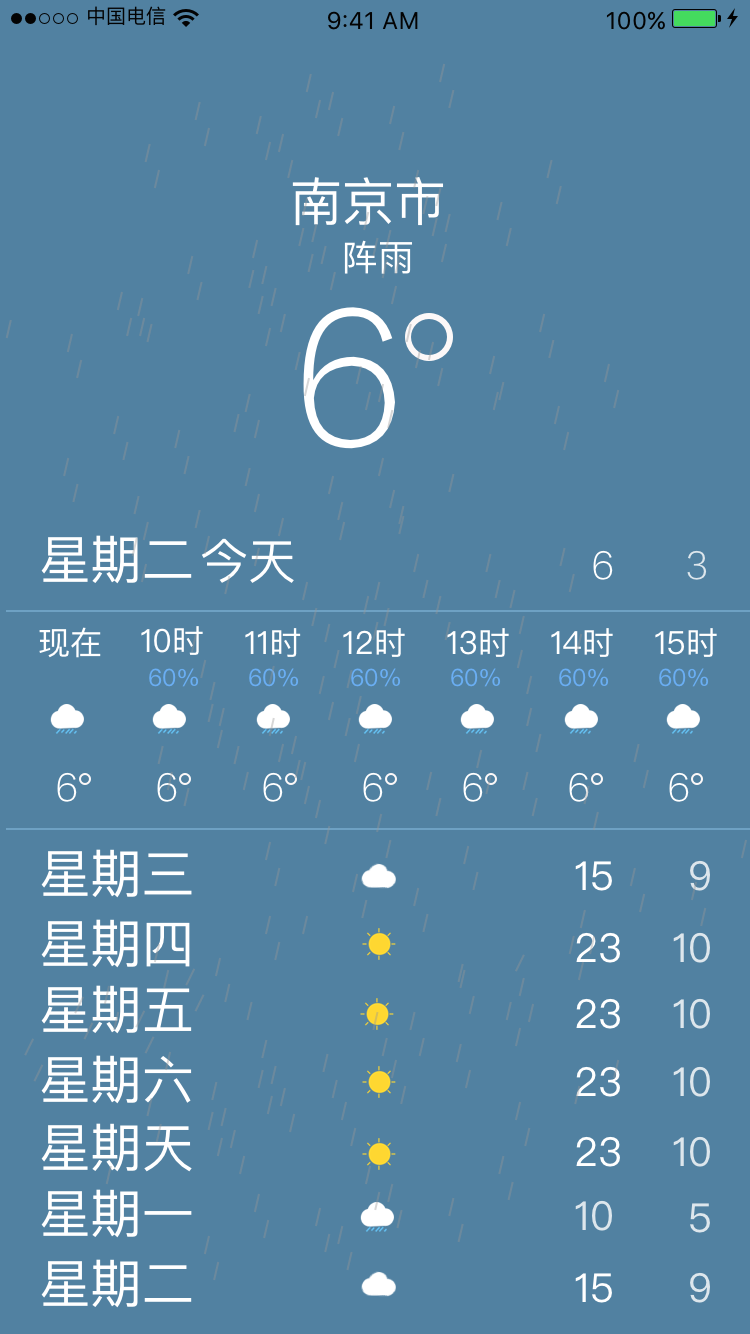 中国电信 9:41 AM 100%
南京市
阵雨
6°
星期二 今天 6 3
现在 10时 11时 12时 13时 14时 15时
60% 60% 60% 60% 60% 60%
6° 6° 6° 6° 6° 6° 6°
星期三 15 9
星期四 23 10
星期五 23 10
星期六 23 10
星期天 23 10
星期一 10 5
星期二 15 9